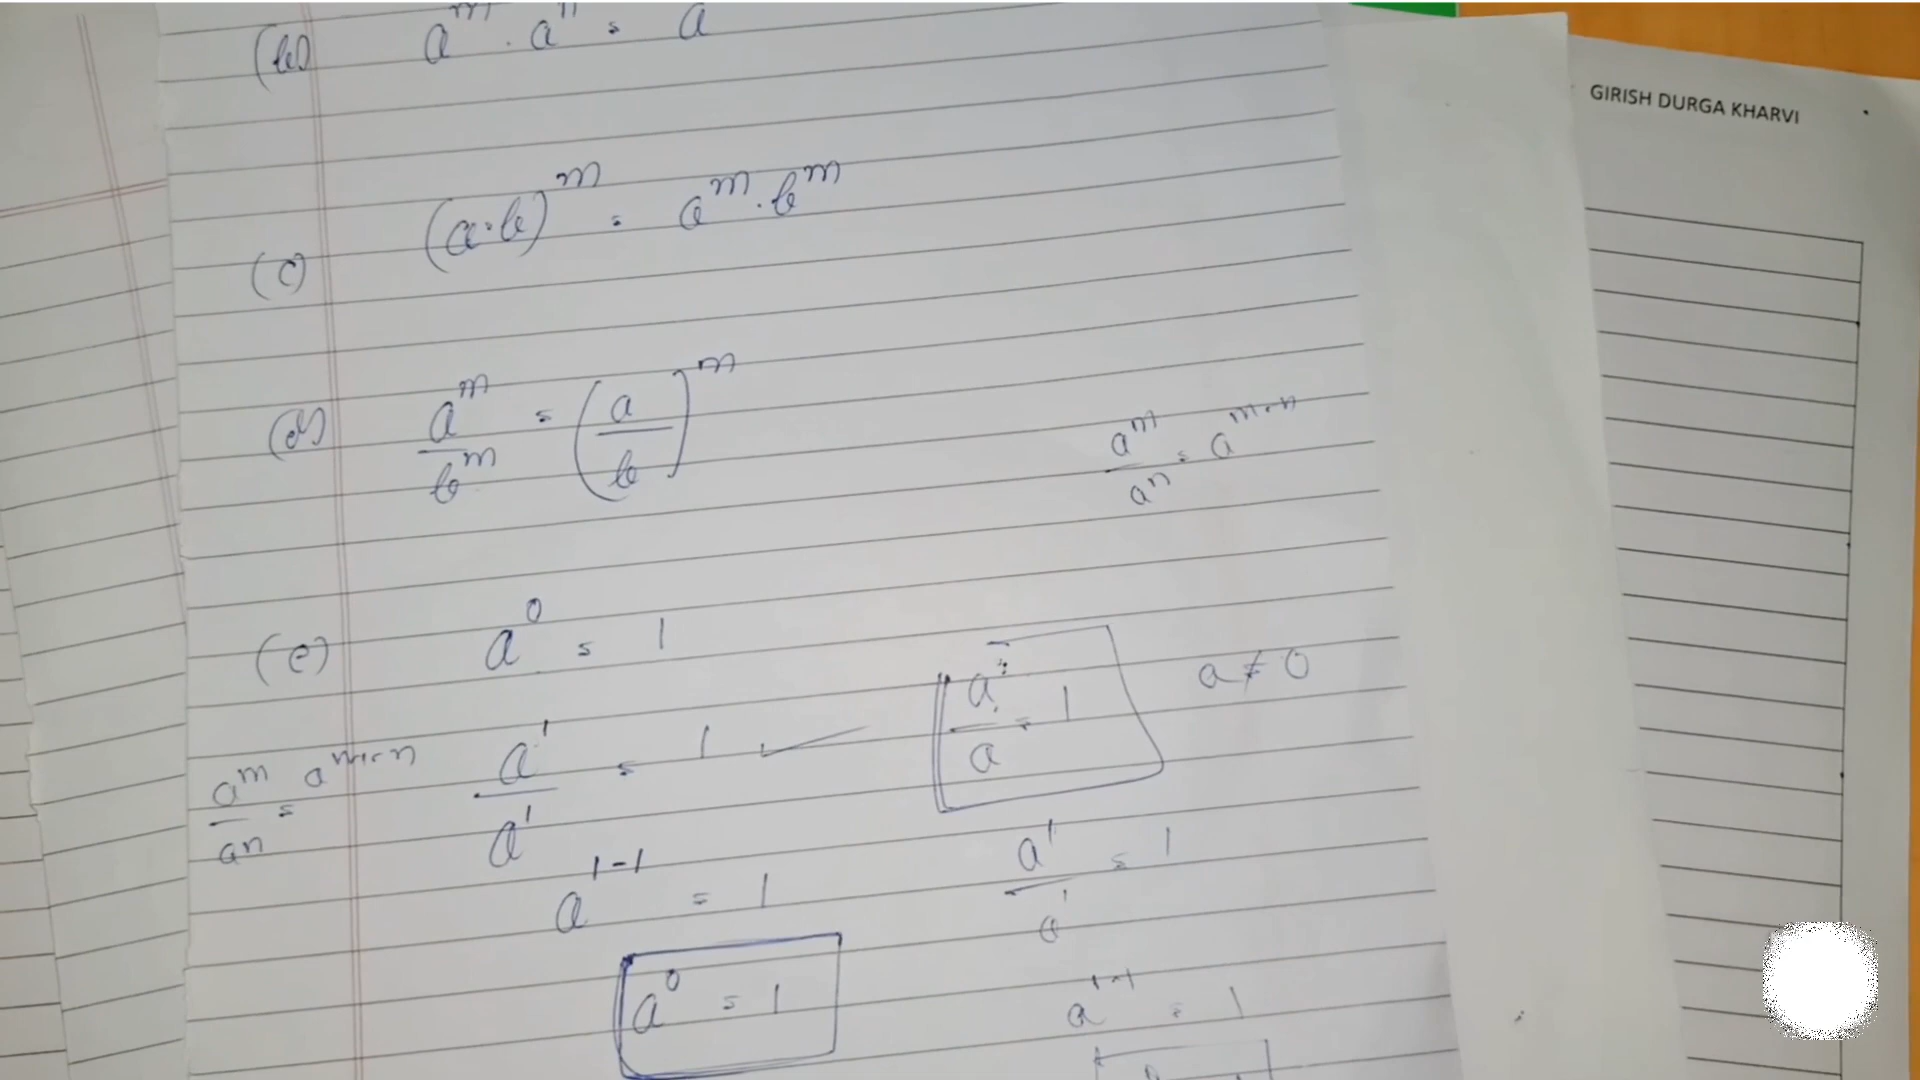 (b) a^m . a^n = a
GIRISH DURGA KHARVI
(c) (a·b)^m = a^m · b^m
(d) a^m / b^m = (a / b)^m
a^m / a^n = a^(m-n)
(e) a^0 = 1
a / a = 1
a ≠ 0
a^m / a^n = a^(m-n)
a^1 / a^1 = 1 ✓
a^1 / a^1 = 1
a^(1-1) = 1
a^0 = 1
a^(1-1) = 1